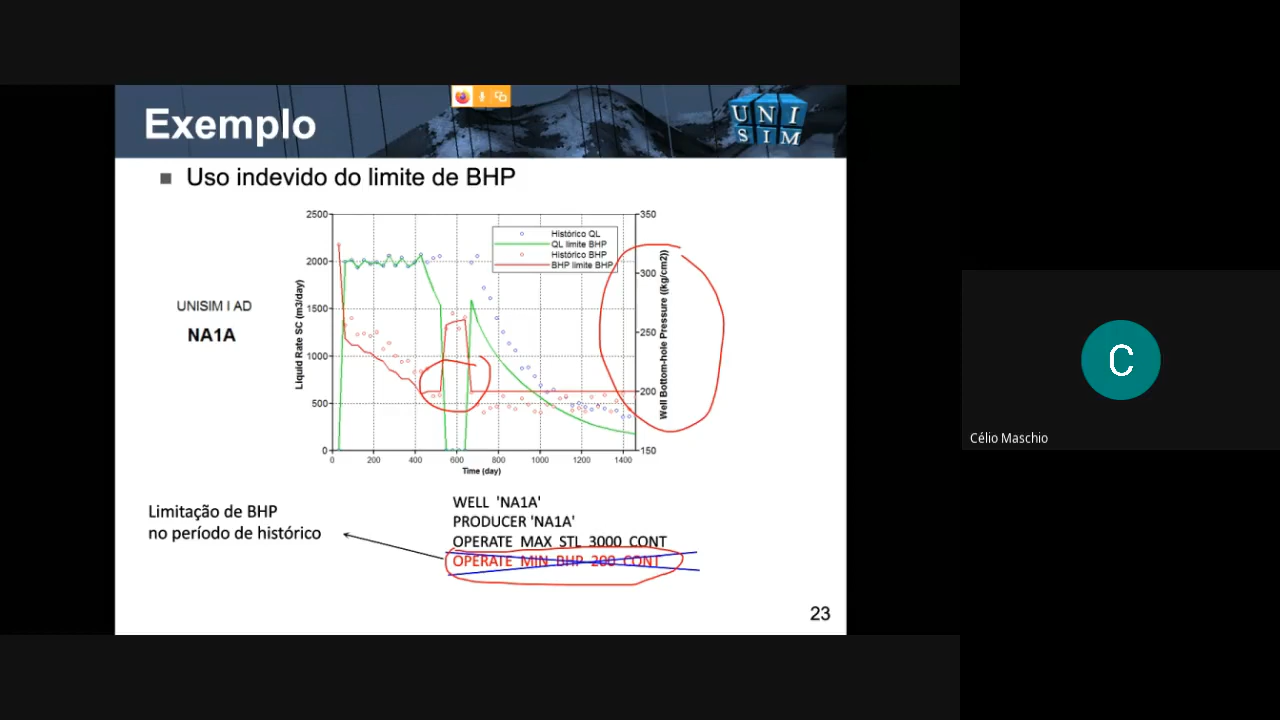 Exemplo
UNI
SIM
Uso indevido do limite de BHP
UNISIM I AD
NA1A
2500
2000
1500
1000
500
0
Liquid Rate SC (m3/day)
Histórico QL
QL limite BHP
Histórico BHP
BHP limite BHP
350
300
250
200
150
Well Bottom-hole Pressure ((kg/cm2))
0 200 400 600 800 1000 1200 1400
Time (day)
Limitação de BHP
no período de histórico
WELL 'NA1A'
PRODUCER 'NA1A'
OPERATE MAX STL 3000 CONT
OPERATE MIN BHP 200 CONT
23
C
Célio Maschio